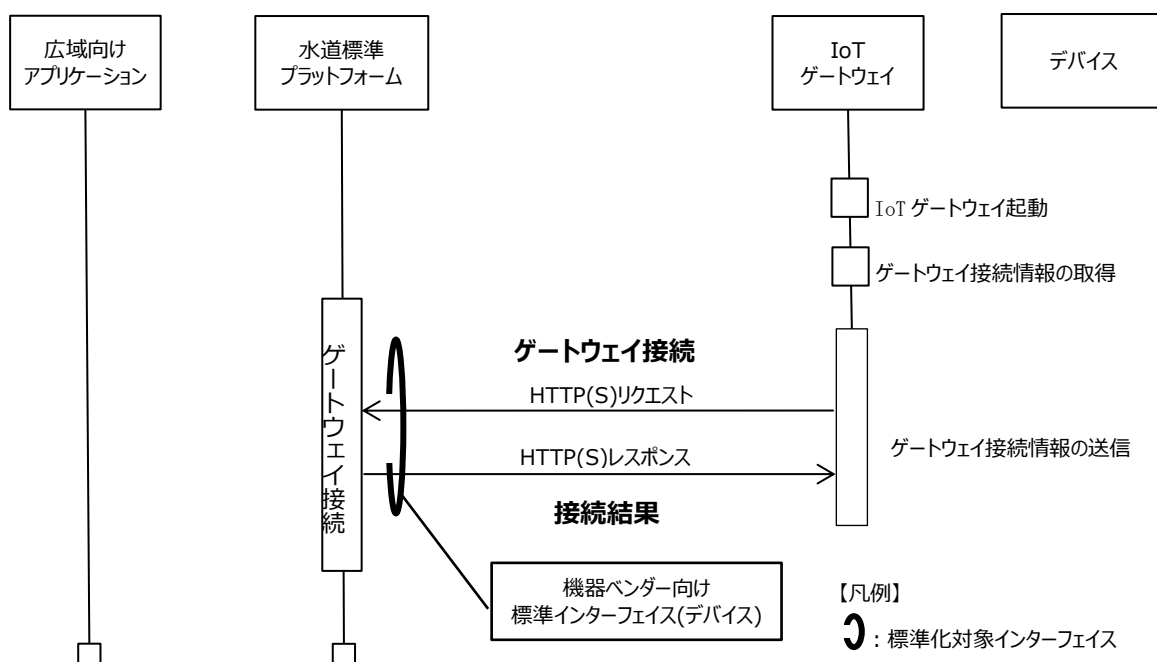 広域向け
アプリケーション
水道標準
プラットフォーム
IoT
ゲートウェイ
デバイス
IoT ゲートウェイ起動
ゲートウェイ接続情報の取得
ゲートウェイ接続
ゲートウェイ接続
HTTP(S)リクエスト
HTTP(S)レスポンス
ゲートウェイ接続情報の送信
接続結果
機器ベンダー向け
標準インターフェイス(デバイス)
【凡例】
：標準化対象インターフェイス